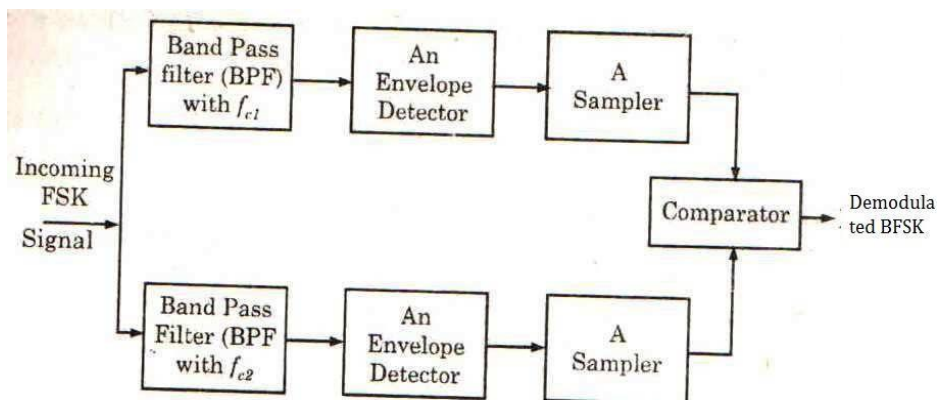 Band Pass
filter (BPF)
with fc1
An
Envelope
Detector
A
Sampler
Incoming
FSK
Signal
Comparator
Demodula
ted BFSK
Band Pass
Filter (BPF
with fc2
An
Envelope
Detector
A
Sampler